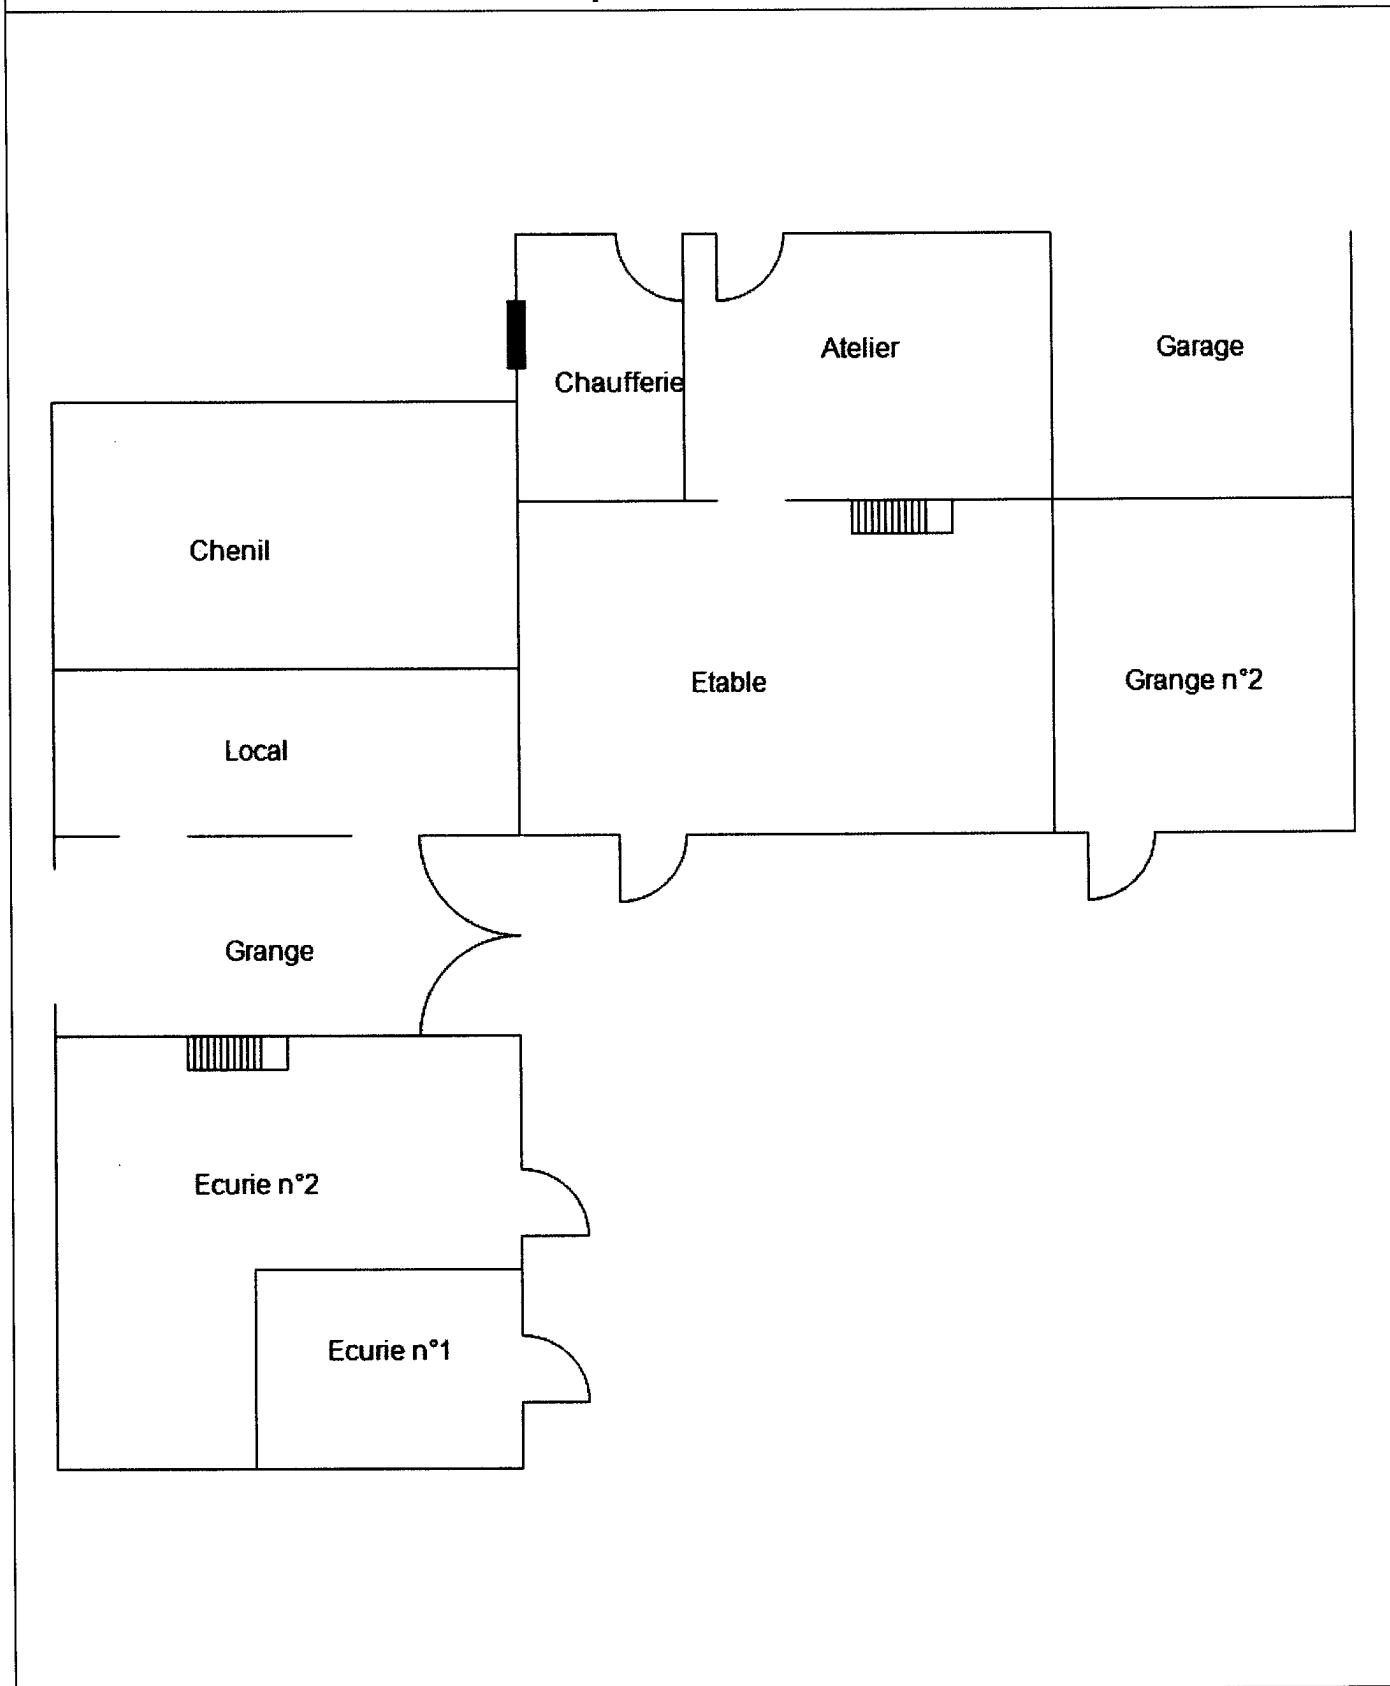 Atelier
Garage
Chaufferie
Chenil
Etable
Grange n°2
Local
Grange
Ecurie n°2
Ecurie n°1